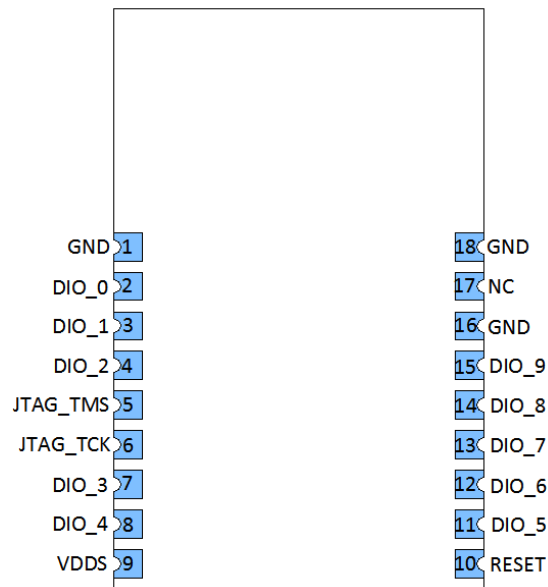 GND 1 18 GND
DIO_0 2 17 NC
DIO_1 3 16 GND
DIO_2 4 15 DIO_9
JTAG_TMS 5 14 DIO_8
JTAG_TCK 6 13 DIO_7
DIO_3 7 12 DIO_6
DIO_4 8 11 DIO_5
VDDS 9 10 RESET